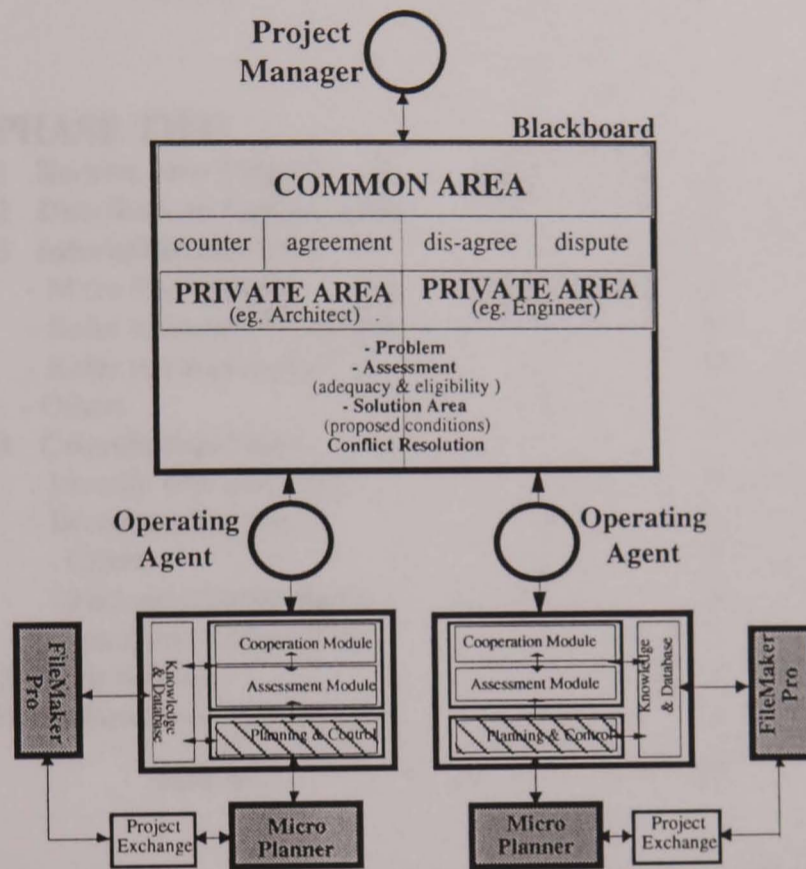 Project
Manager
Blackboard
COMMON AREA
counter agreement dis-agree dispute
PRIVATE AREA PRIVATE AREA
(eg. Architect) (eg. Engineer)
- Problem
- Assessment
(adequacy & eligibility )
- Solution Area
(proposed conditions)
Conflict Resolution
Operating
Agent
Operating
Agent
FileMaker
Pro
Knowledge
& Database
Cooperation Module
Assessment Module
Planning & Control
Cooperation Module
Assessment Module
Planning & Control
Knowledge
& Database
FileMaker
Pro
Project
Exchange
Micro
Planner
Micro
Planner
Project
Exchange